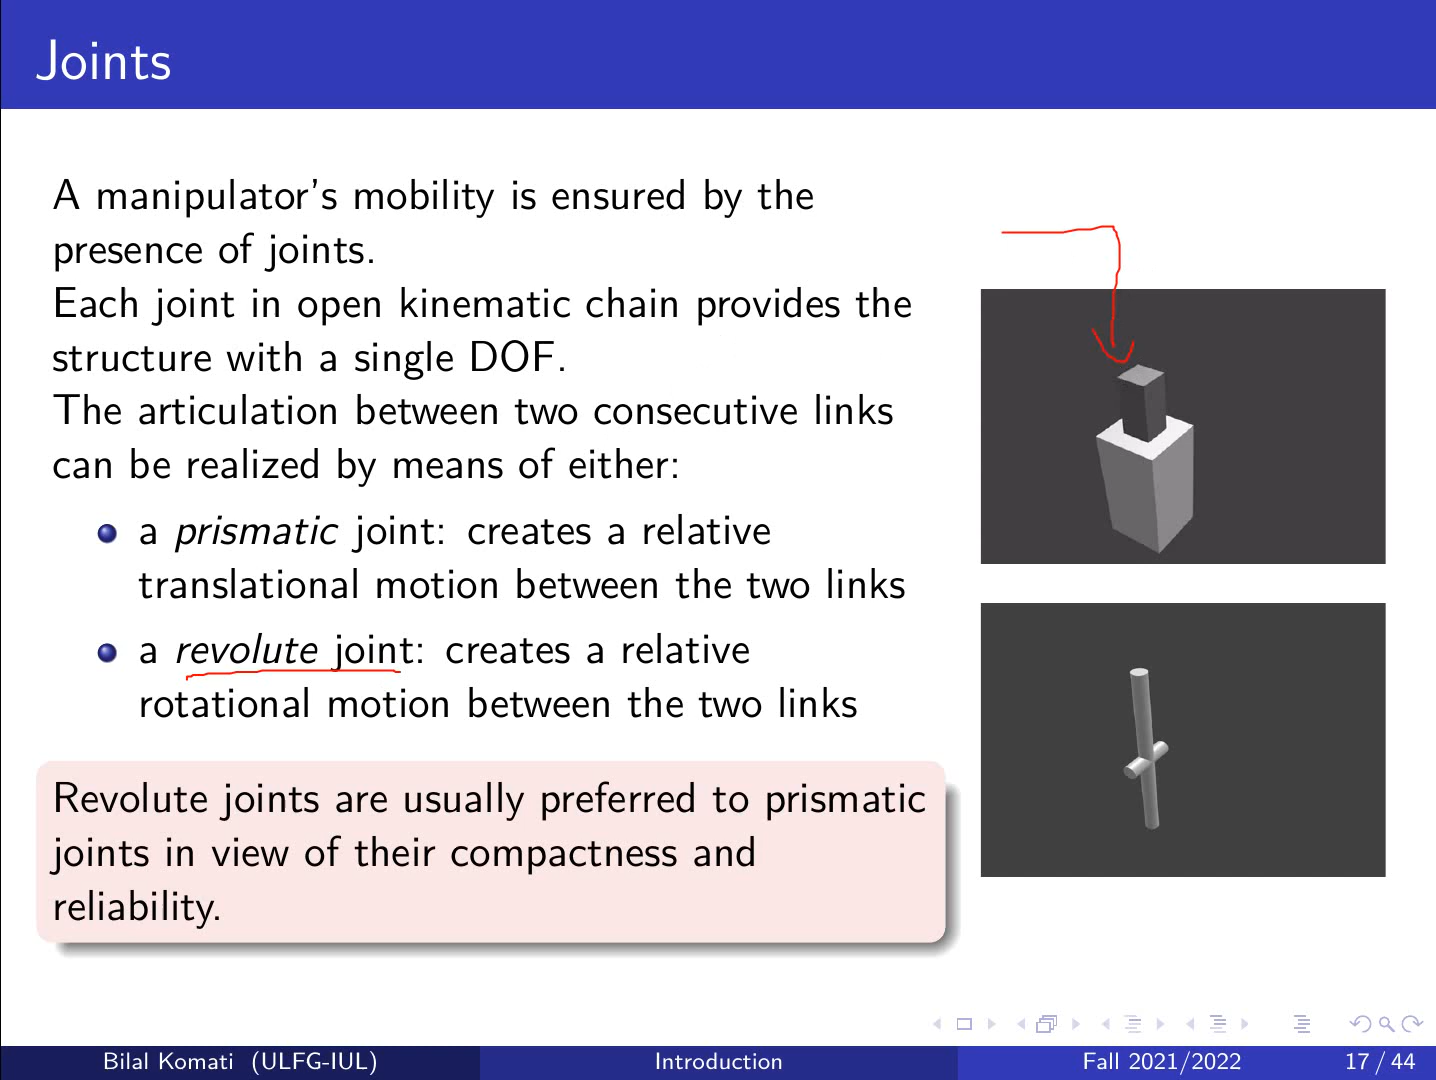 Joints
A manipulator's mobility is ensured by the
presence of joints.
Each joint in open kinematic chain provides the
structure with a single DOF.
The articulation between two consecutive links
can be realized by means of either:
a prismatic joint: creates a relative
translational motion between the two links
a revolute joint: creates a relative
rotational motion between the two links
Revolute joints are usually preferred to prismatic
joints in view of their compactness and
reliability.
Bilal Komati (ULFG-IUL) Introduction Fall 2021/2022 17 / 44